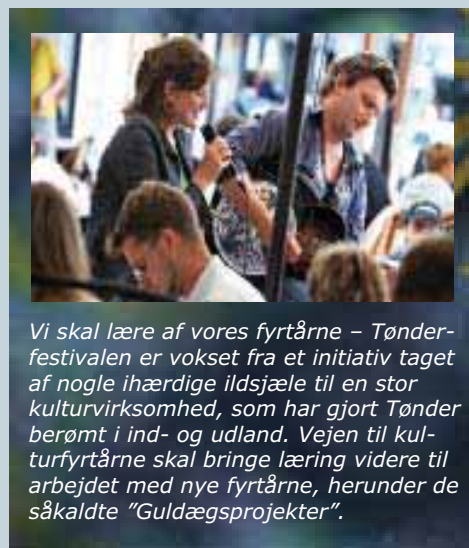 Vi skal lære af vores fyrtårne – Tønder-
festivalen er vokset fra et initiativ taget
af nogle ihærdige ildsjæle til en stor
kulturvirksomhed, som har gjort Tønder
berømt i ind- og udland. Vejen til kul-
turfyrtårne skal bringe læring videre til
arbejdet med nye fyrtårne, herunder de
såkaldte ”Guldægsprojekter”.